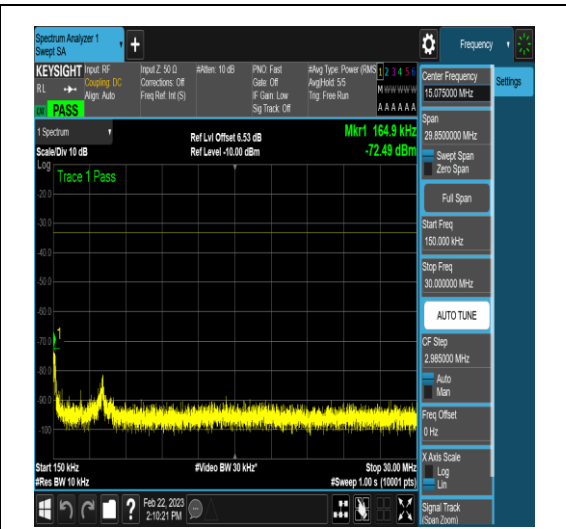 Spectrum Analyzer 1
Swept SA
+
Frequency
KEYSIGHT
RL
PASS
Input: RF
Coupling: DC
Align: Auto
Input Z: 50 Ω
Corrections: Off
Freq Ref: Int (S)
#Atten: 10 dB
PNO: Fast
Gate: Off
IF Gain: Low
Sig Track: Off
#Avg Type: Power (RMS)
Avg|Hold: 5/5
Trig: Free Run
1 2 3 4 5 6
M W W W W W
A A A A A A
1 Spectrum
Scale/Div 10 dB
Ref Lvl Offset 6.53 dB
Ref Level -10.00 dBm
Mkr1 164.9 kHz
-72.49 dBm
Log
Trace 1 Pass
-20.0
-30.0
-40.0
-50.0
-60.0
-70.0
-80.0
-90.0
-100
1
Start 150 kHz
#Res BW 10 kHz
#Video BW 30 kHz*
Stop 30.00 MHz
#Sweep 1.00 s (10001 pts)
Feb 22, 2023
2:10:21 PM
Center Frequency
15.075000 MHz
Settings
Span
29.8500000 MHz
Swept Span
Zero Span
Full Span
Start Freq
150.000 kHz
Stop Freq
30.000000 MHz
AUTO TUNE
CF Step
2.985000 MHz
Auto
Man
Freq Offset
0 Hz
X Axis Scale
Log
Lin
Signal Track
(Span Zoom)